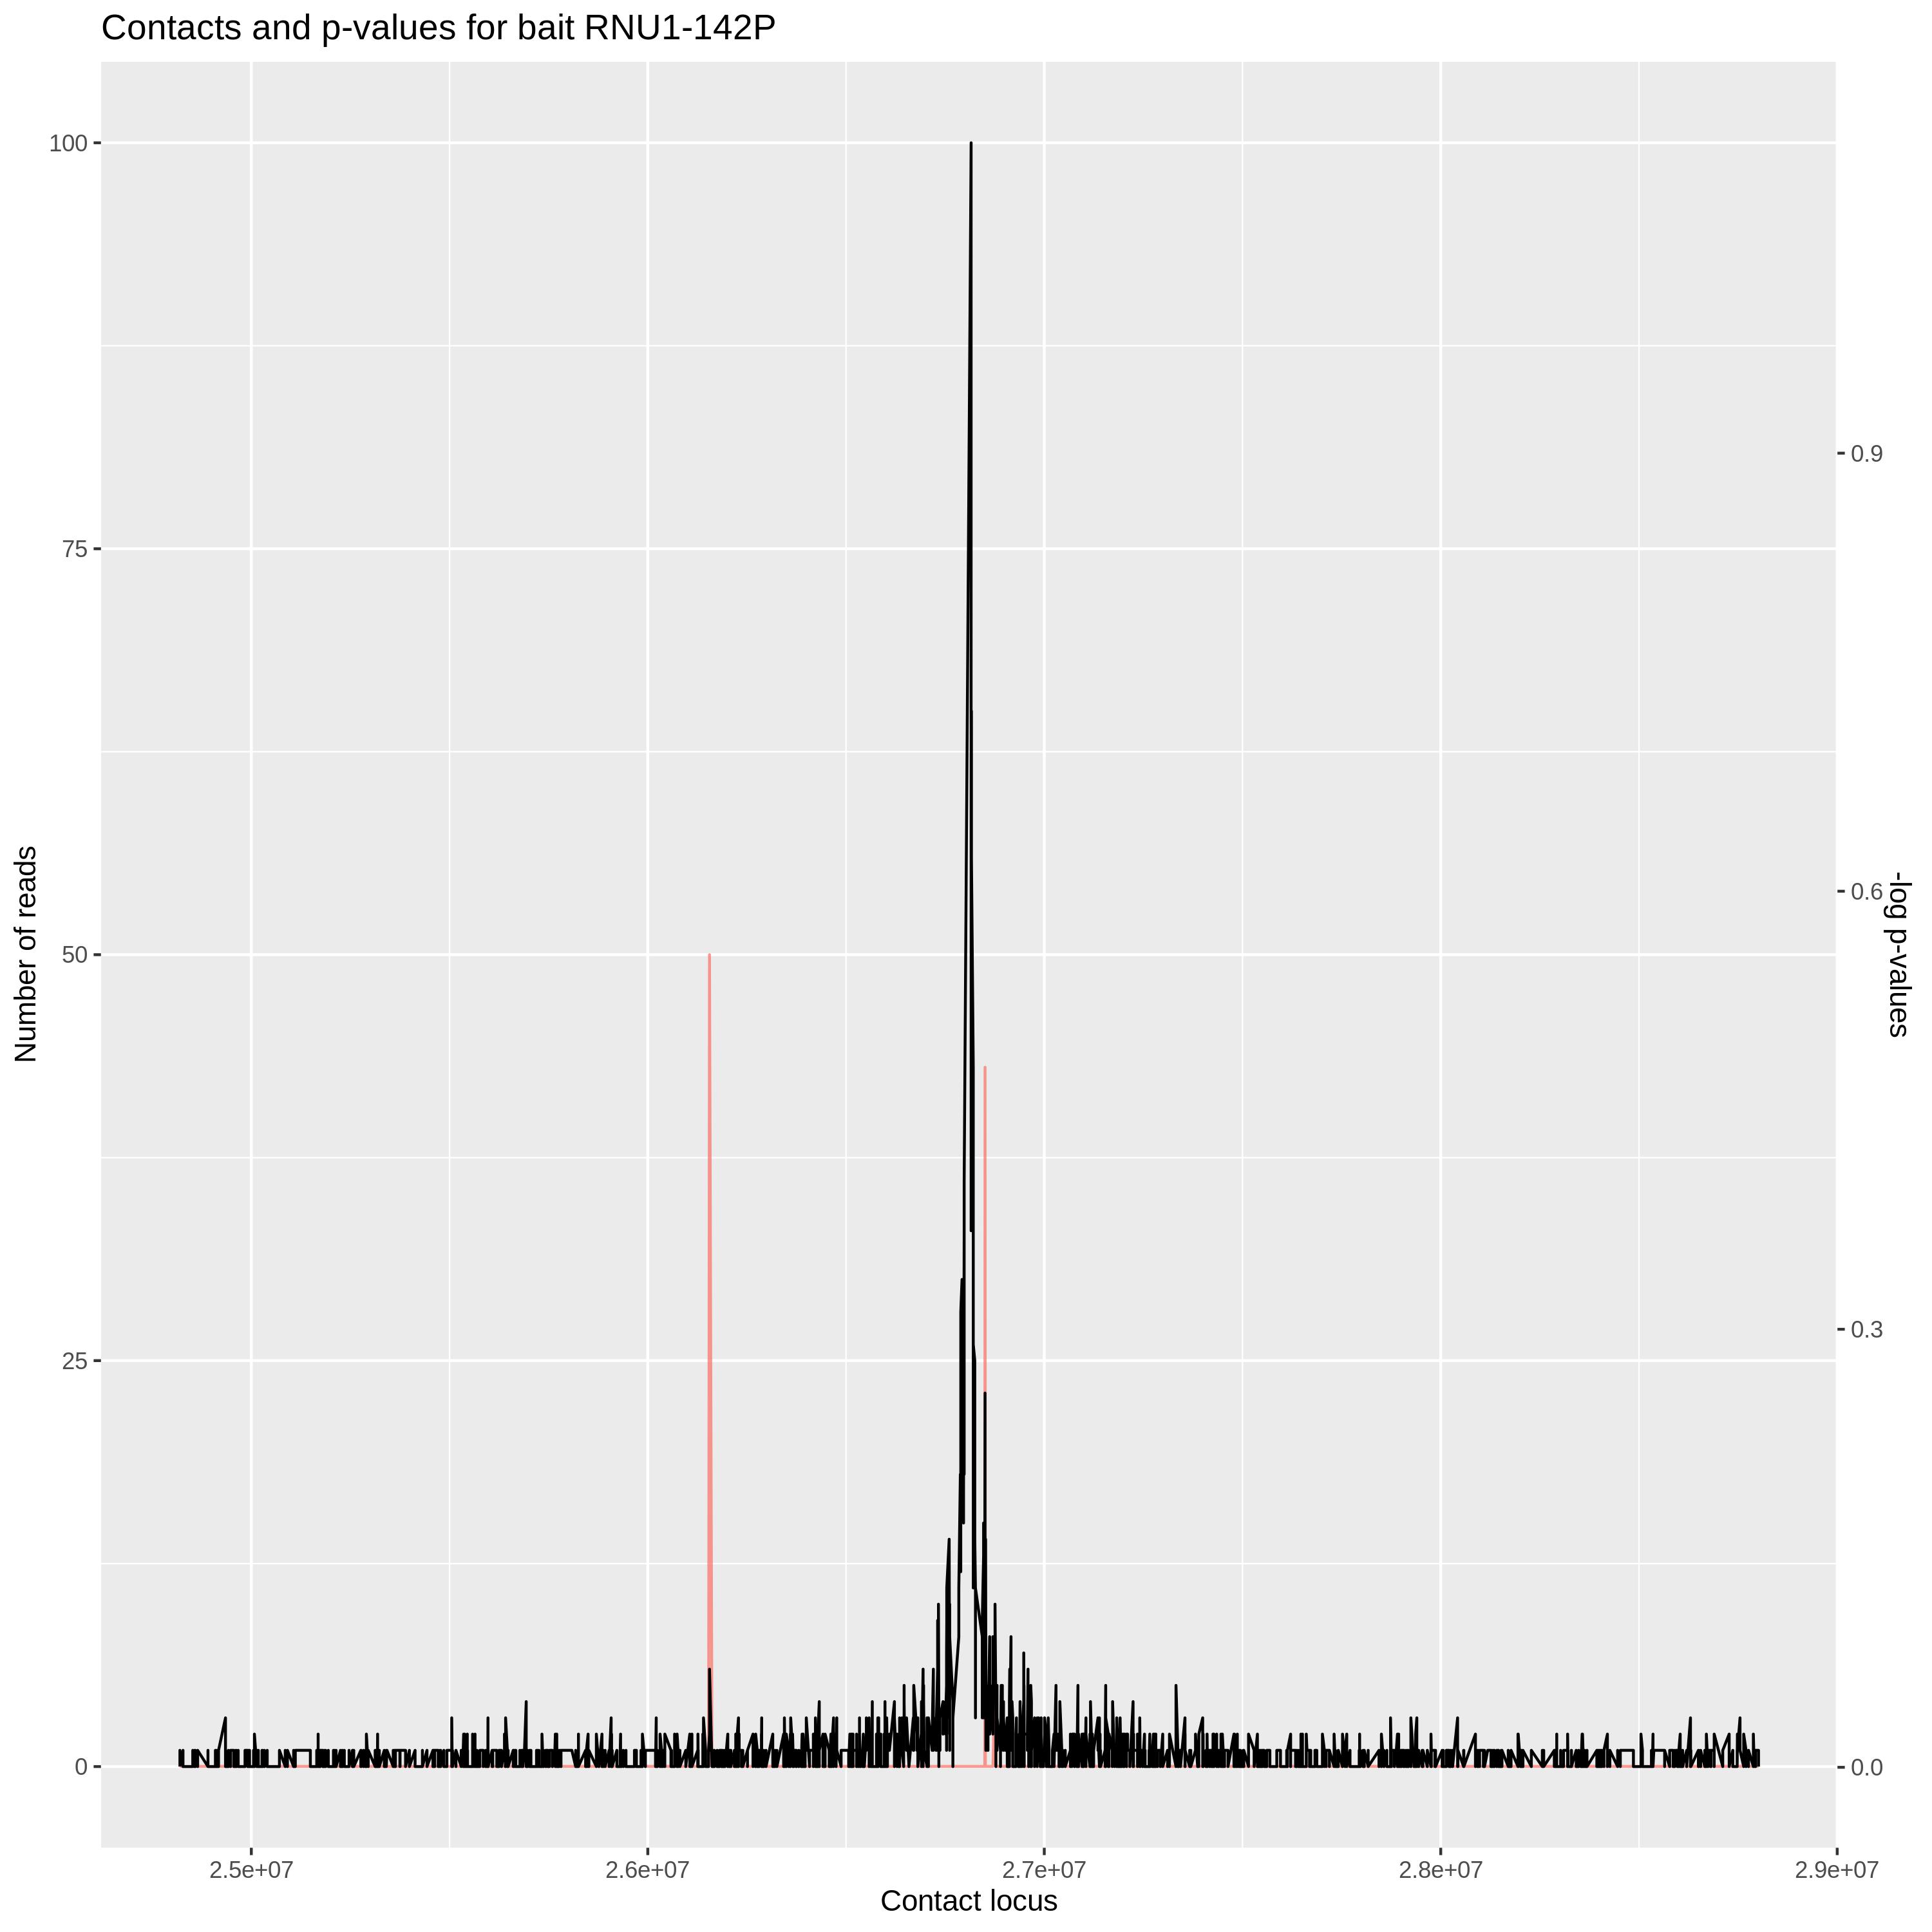 Contacts and p-values for bait RNU1-142P
100
75
50
25
0
Number of reads
0.9
0.6
0.3
0.0
-log p-values
2.5e+07
2.6e+07
2.7e+07
2.8e+07
2.9e+07
Contact locus